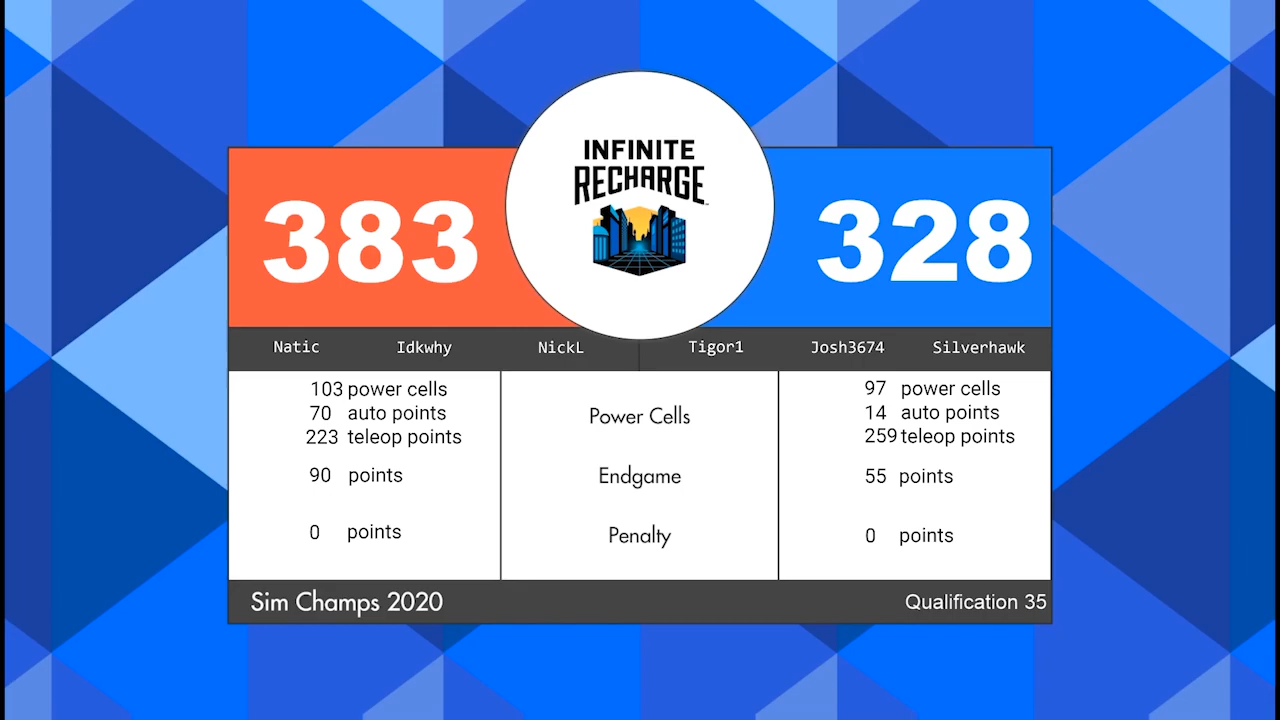 INFINITE
RECHARGE
383
328
Natic Idkwhy NickL Tigor1 Josh3674 Silverhawk
103 power cells
70 auto points
223 teleop points
Power Cells
97 power cells
14 auto points
259 teleop points
90 points
Endgame
55 points
0 points
Penalty
0 points
Sim Champs 2020
Qualification 35